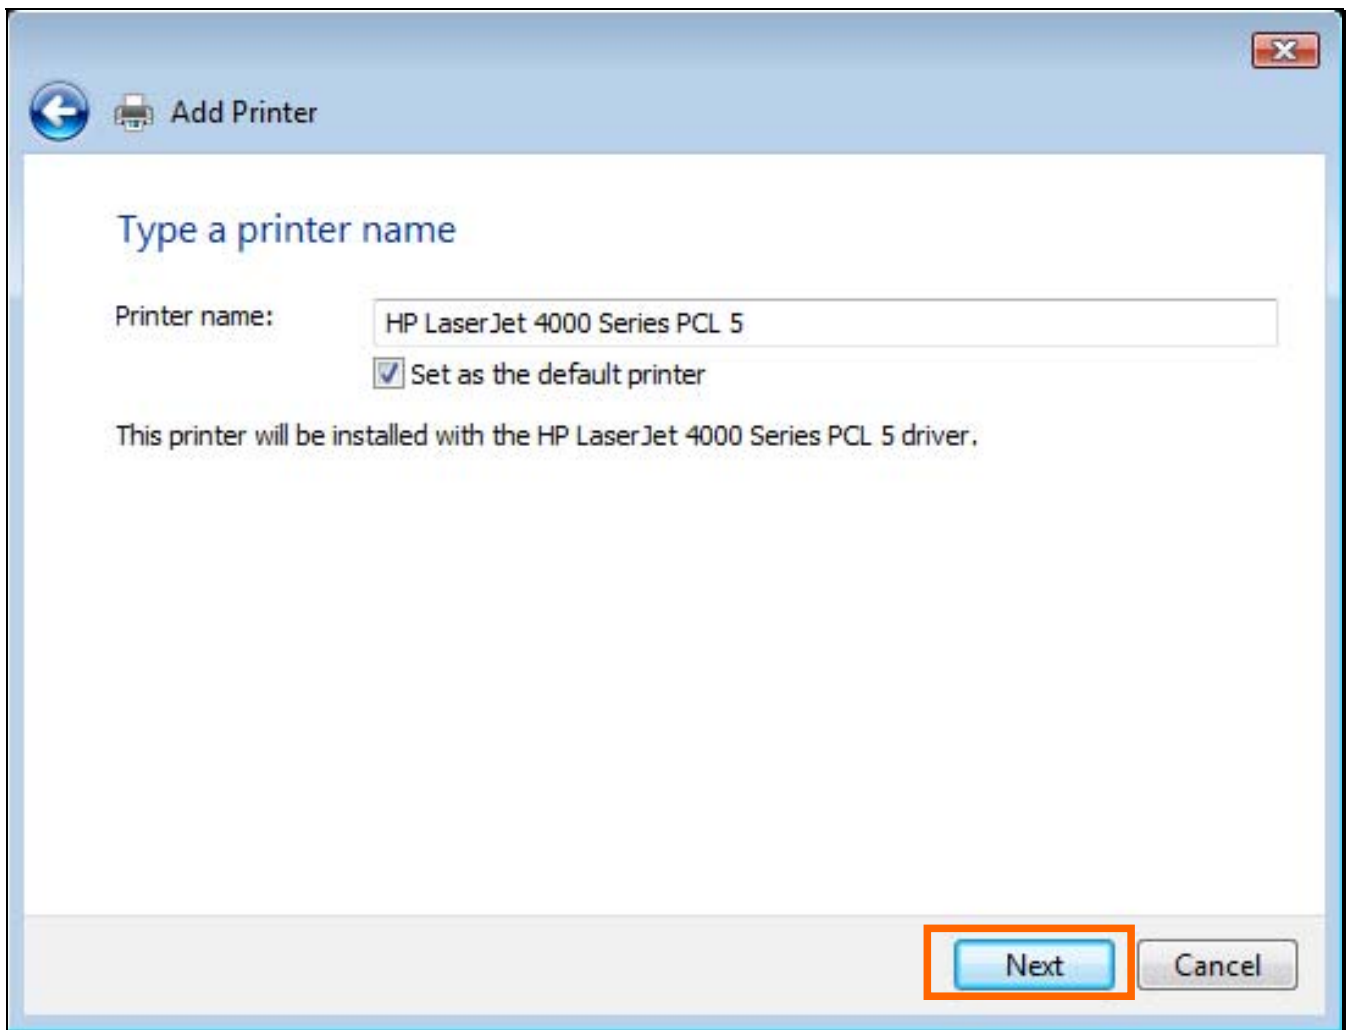 Add Printer
Type a printer name
Printer name:
HP LaserJet 4000 Series PCL 5
Set as the default printer
This printer will be installed with the HP LaserJet 4000 Series PCL 5 driver.
Next
Cancel